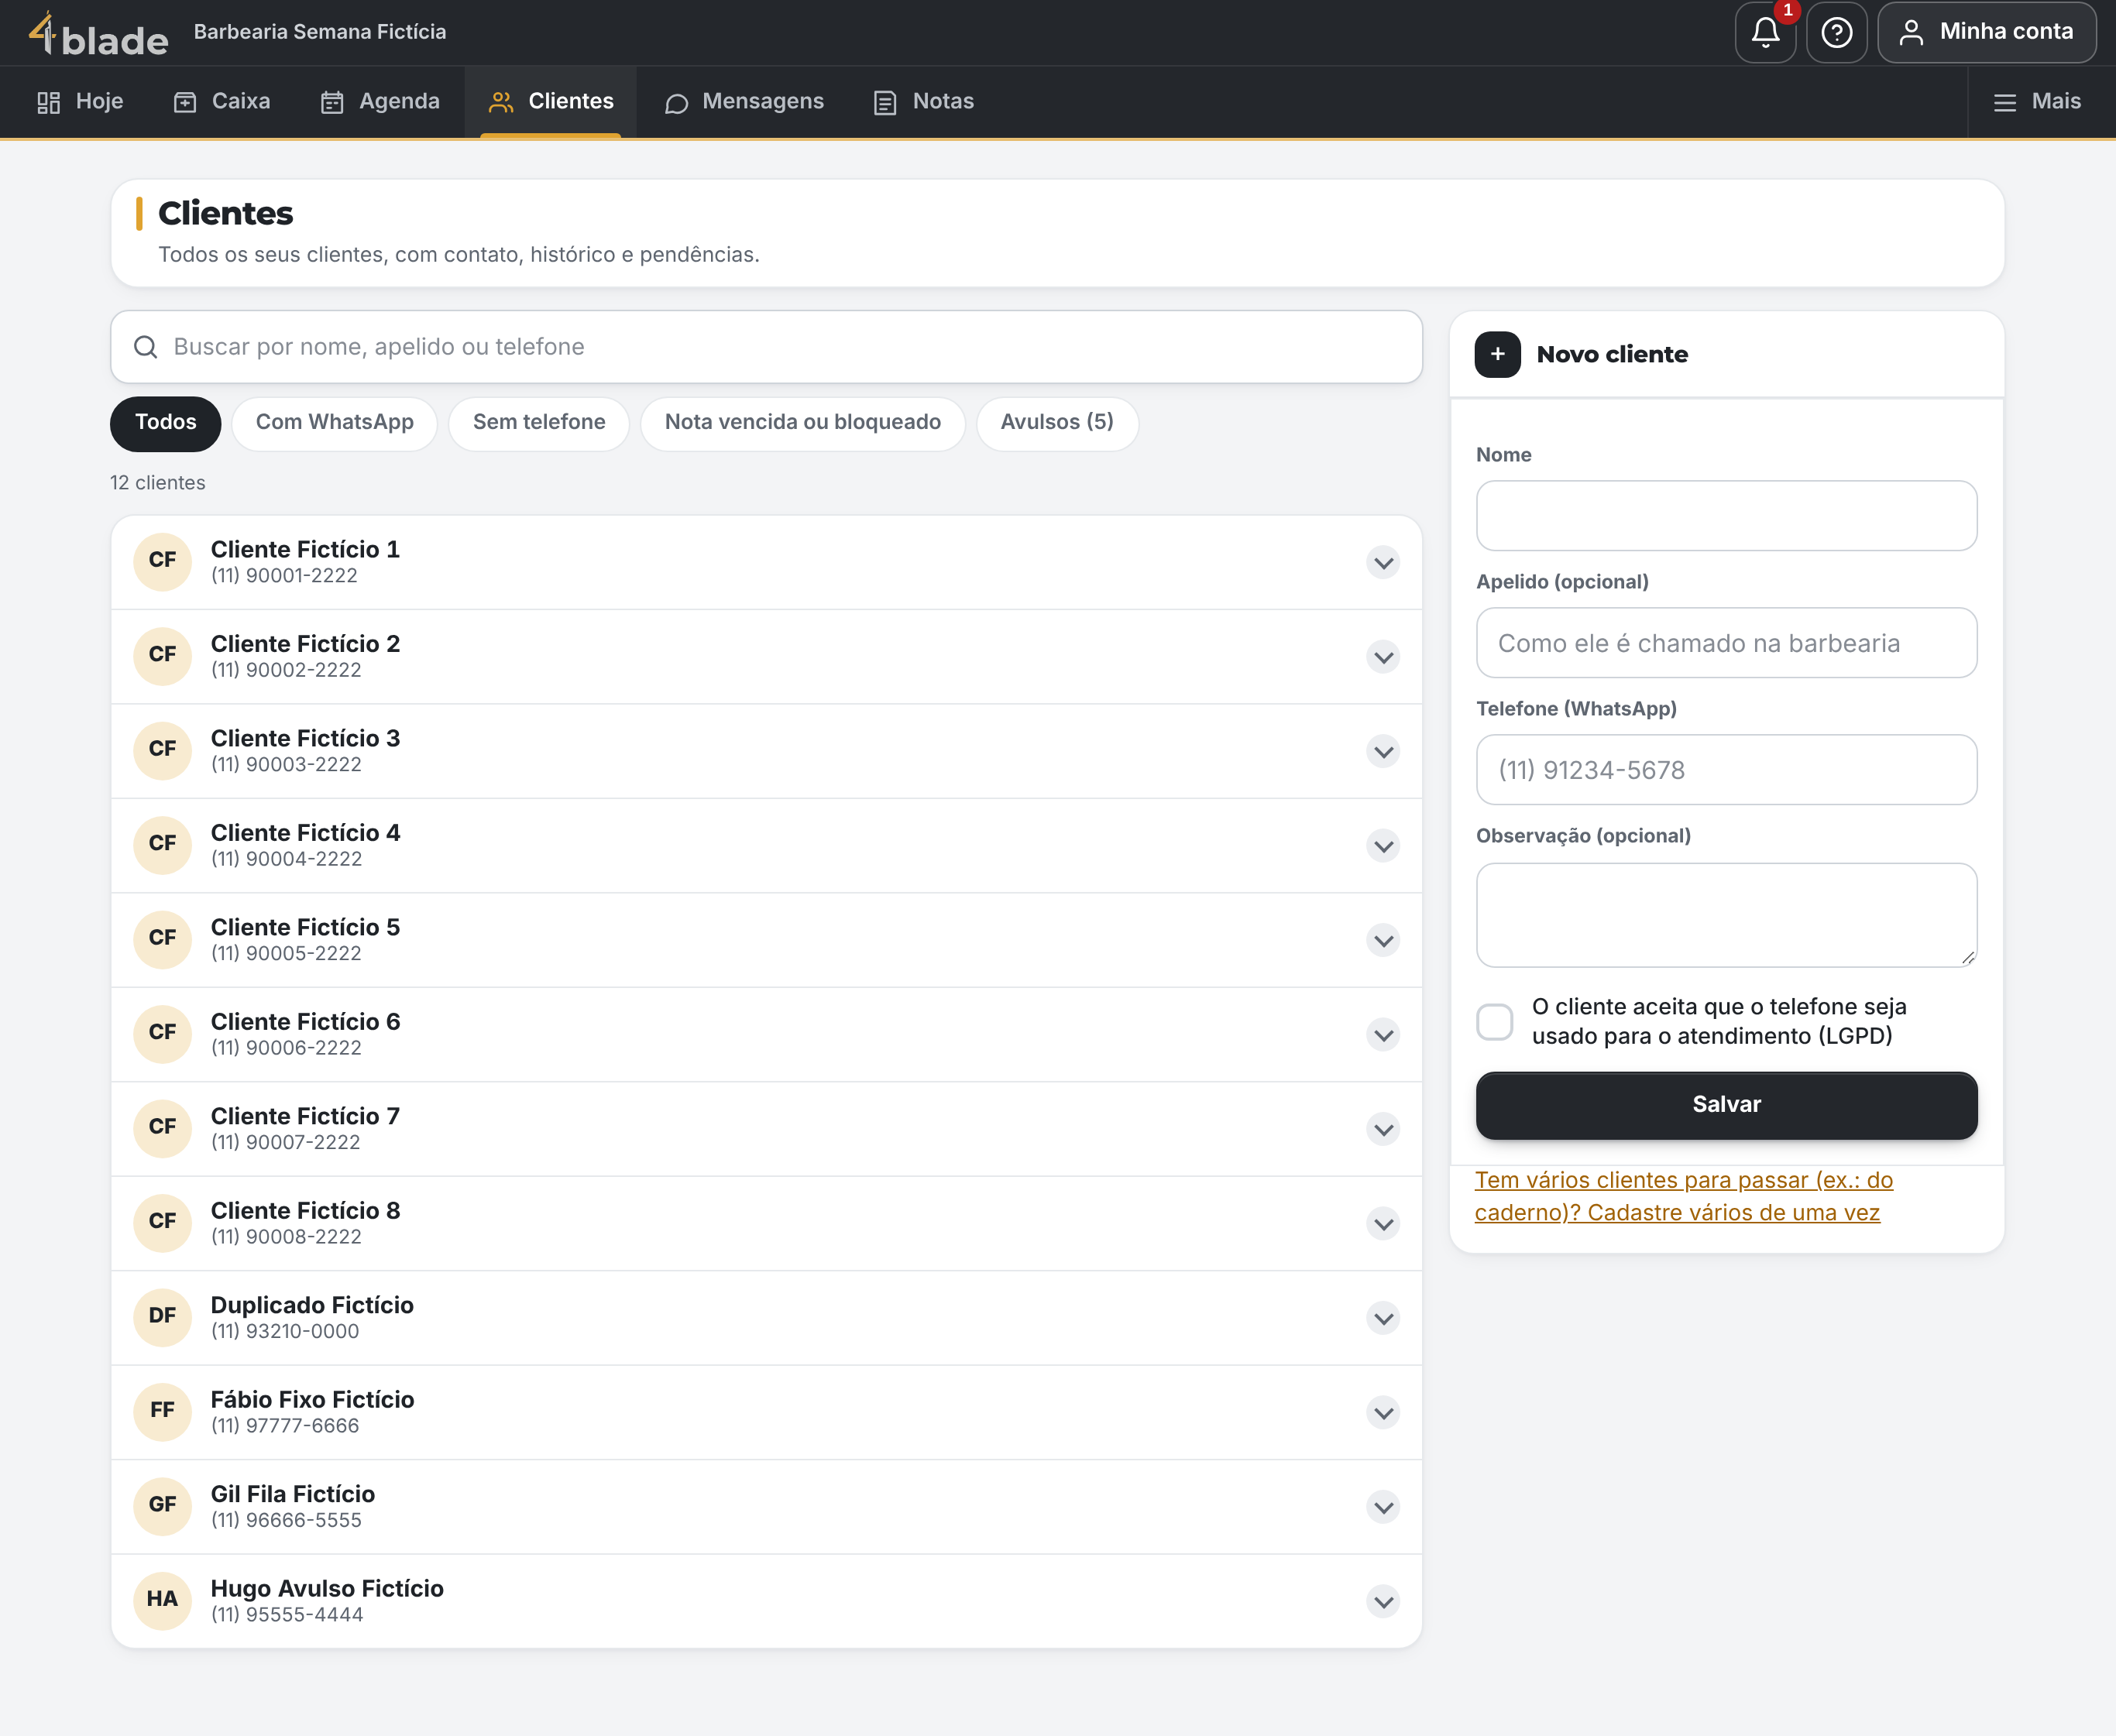 4blade
Barbearia Semana Fictícia
1
Minha conta
Hoje
Caixa
Agenda
Clientes
Mensagens
Notas
Mais
Clientes
Todos os seus clientes, com contato, histórico e pendências.
Buscar por nome, apelido ou telefone
Todos
Com WhatsApp
Sem telefone
Nota vencida ou bloqueado
Avulsos (5)
12 clientes
CF
Cliente Fictício 1
(11) 90001-2222
CF
Cliente Fictício 2
(11) 90002-2222
CF
Cliente Fictício 3
(11) 90003-2222
CF
Cliente Fictício 4
(11) 90004-2222
CF
Cliente Fictício 5
(11) 90005-2222
CF
Cliente Fictício 6
(11) 90006-2222
CF
Cliente Fictício 7
(11) 90007-2222
CF
Cliente Fictício 8
(11) 90008-2222
DF
Duplicado Fictício
(11) 93210-0000
FF
Fábio Fixo Fictício
(11) 97777-6666
GF
Gil Fila Fictício
(11) 96666-5555
HA
Hugo Avulso Fictício
(11) 95555-4444
+ Novo cliente
Nome
Apelido (opcional)
Como ele é chamado na barbearia
Telefone (WhatsApp)
(11) 91234-5678
Observação (opcional)
O cliente aceita que o telefone seja
usado para o atendimento (LGPD)
Salvar
Tem vários clientes para passar (ex.: do
caderno)? Cadastre vários de uma vez